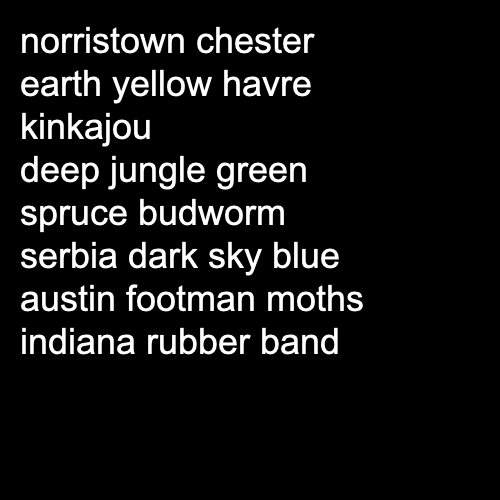 norristown chester
earth yellow havre
kinkajou
deep jungle green
spruce budworm
serbia dark sky blue
austin footman moths
indiana rubber band